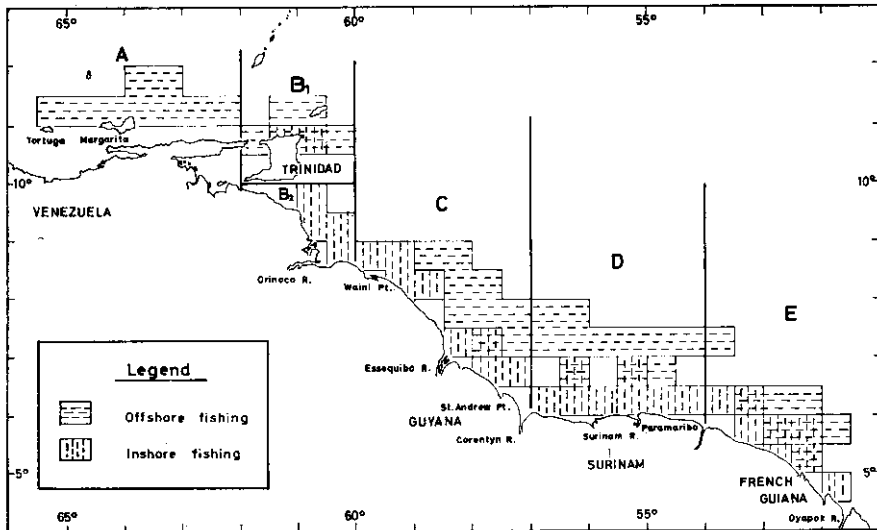 65°
60°
55°
A
B₁
Tortuga
Margarita
TRINIDAD
10°
10°
B₂
VENEZUELA
C
Orinoco R.
Waini Pt.
D
E
Legend
Offshore fishing
Inshore fishing
Essequibo R.
St. Andrew Pt.
GUYANA
Corentyn R.
Surinam R.
Paramaribo
SURINAM
FRENCH
GUIANA
5°
5°
Oyapok R.
65°
60°
55°